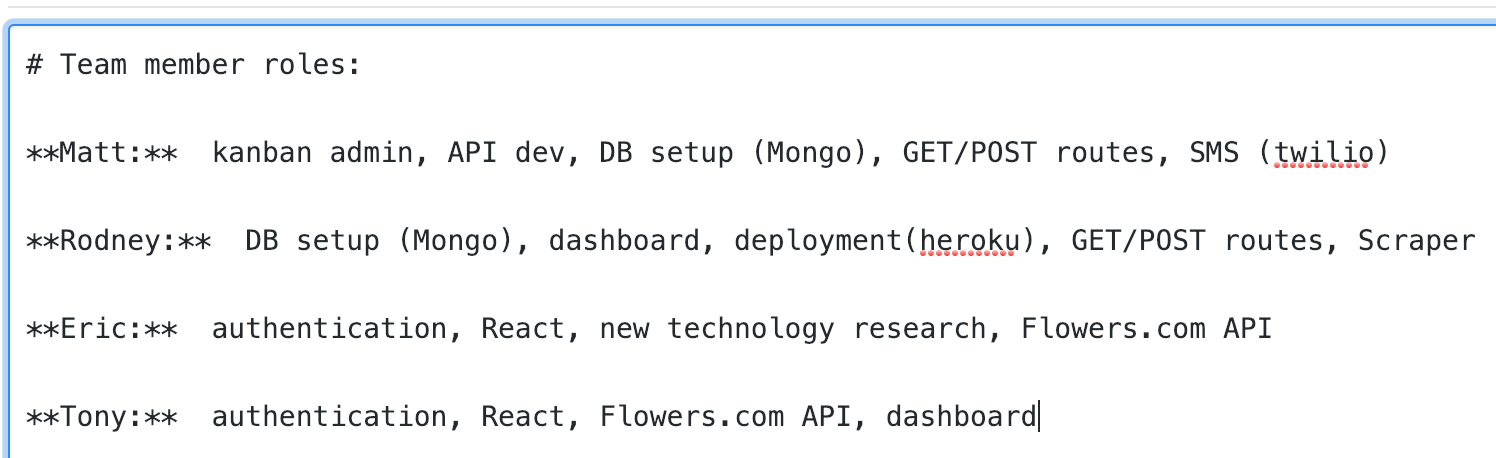 # Team member roles:
**Matt:**  kanban admin, API dev, DB setup (Mongo), GET/POST routes, SMS (twilio)
**Rodney:**  DB setup (Mongo), dashboard, deployment(heroku), GET/POST routes, Scraper
**Eric:**  authentication, React, new technology research, Flowers.com API
**Tony:**  authentication, React, Flowers.com API, dashboard